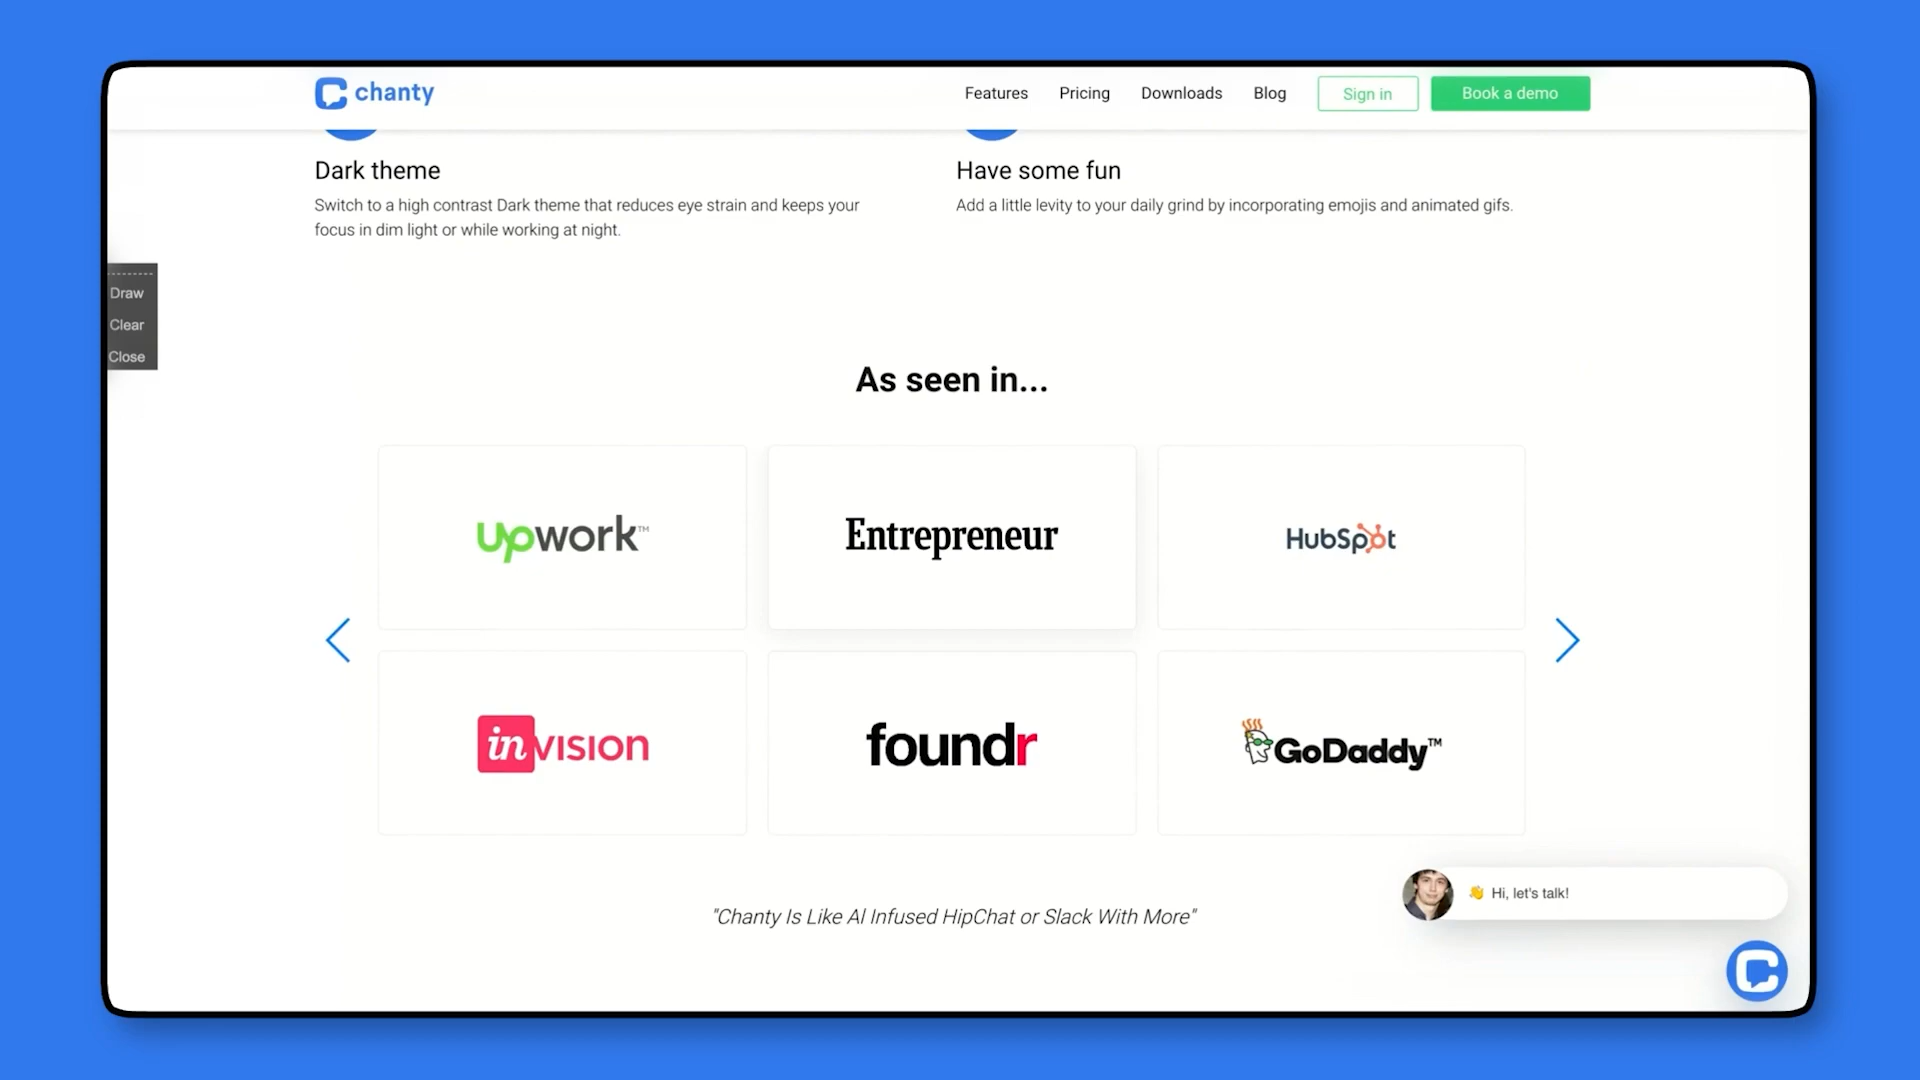 chanty
Features
Pricing
Downloads
Blog
Sign in
Book a demo
Dark theme
Switch to a high contrast Dark theme that reduces eye strain and keeps your
focus in dim light or while working at night.
Have some fun
Add a little levity to your daily grind by incorporating emojis and animated gifs.
Draw
Clear
Close
As seen in...
upwork™
Entrepreneur
HubSpot
invision
foundr
GoDaddy™
"Chanty Is Like AI Infused HipChat or Slack With More"
👋 Hi, let's talk!